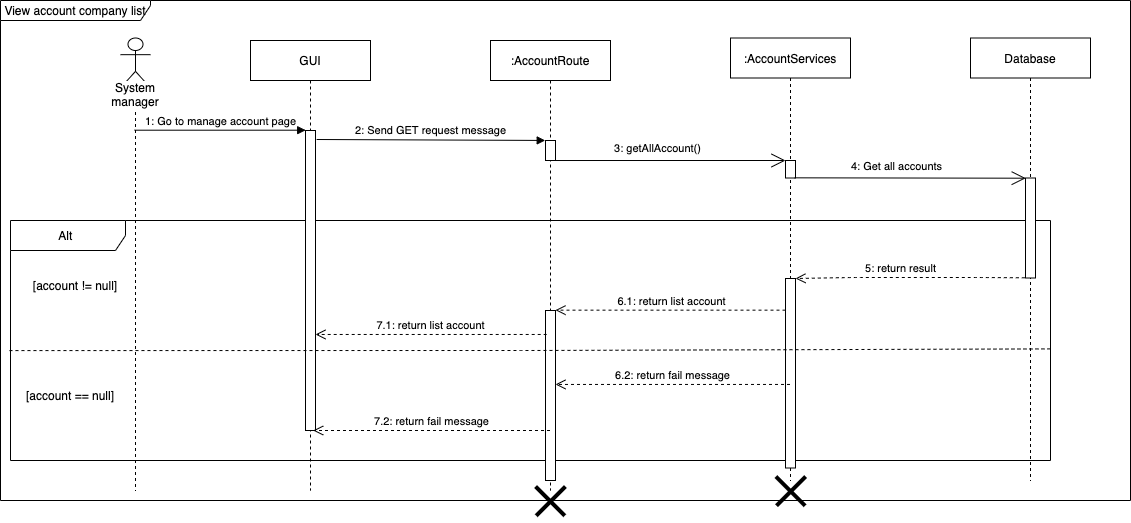 View account company list
GUI
:AccountRoute
:AccountServices
Database
System
manager
1: Go to manage account page
2: Send GET request message
3: getAllAccount()
4: Get all accounts
Alt
5: return result
[account != null]
6.1: return list account
7.1: return list account
6.2: return fail message
[account == null]
7.2: return fail message